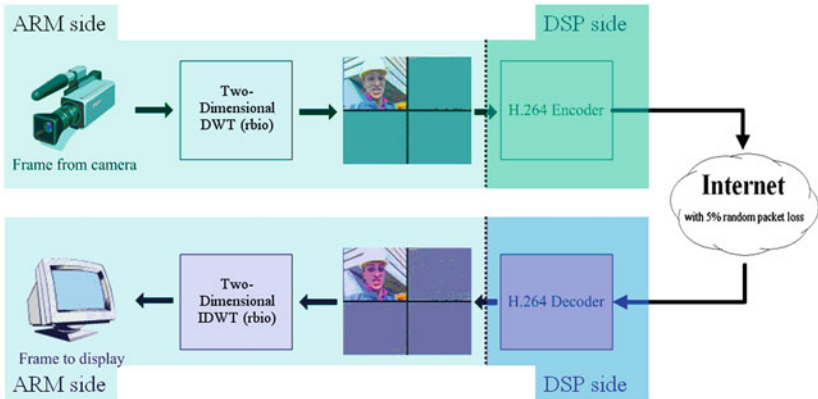 ARM side
DSP side
Two-
Dimensional
DWT (rbio)
H.264 Encoder
Frame from camera
Internet
with 5% random packet loss
Two-
Dimensional
IDWT (rbio)
H.264 Decoder
Frame to display
ARM side
DSP side